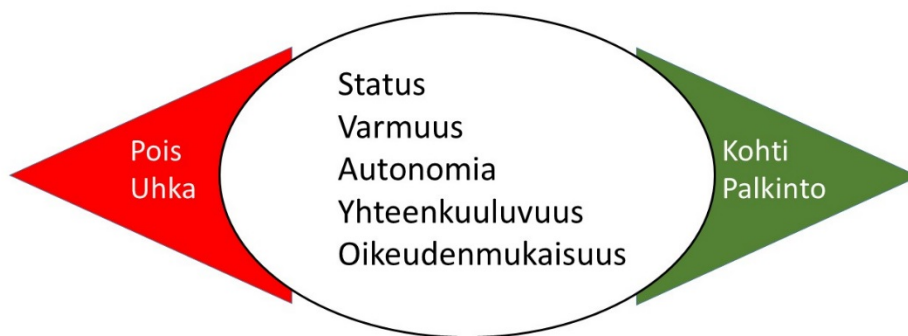 Pois
Uhka
Status
Varmuus
Autonomia
Yhteenkuuluvuus
Oikeudenmukaisuus
Kohti
Palkinto